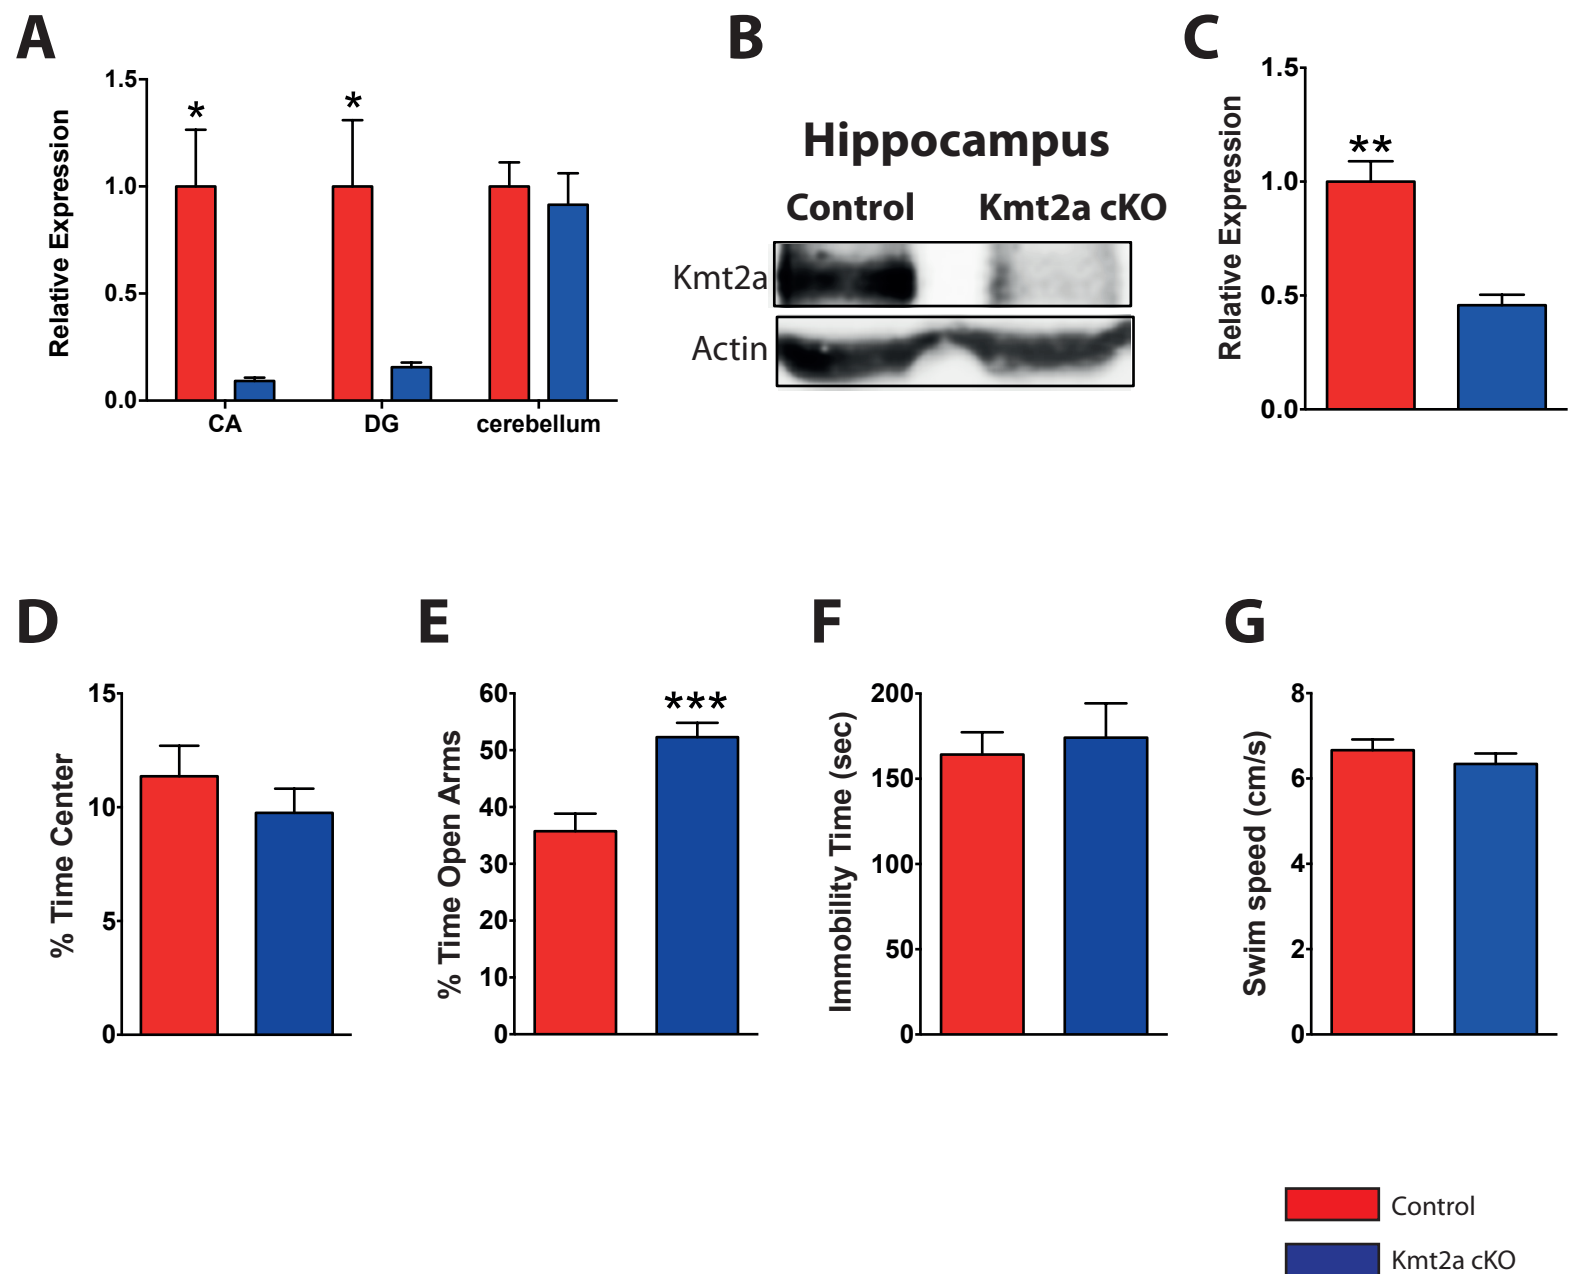 A
1.5
1.0
0.5
0.0
Relative Expression
*
*
CA
DG
cerebellum
B
Hippocampus
Control
Kmt2a cKO
Kmt2a
Actin
C
1.5
1.0
0.5
0.0
Relative Expression
**
D
15
10
5
0
% Time Center
E
60
50
40
30
20
10
0
% Time Open Arms
***
F
200
150
100
50
0
Immobility Time (sec)
G
8
6
4
2
0
Swim speed (cm/s)
Control
Kmt2a cKO